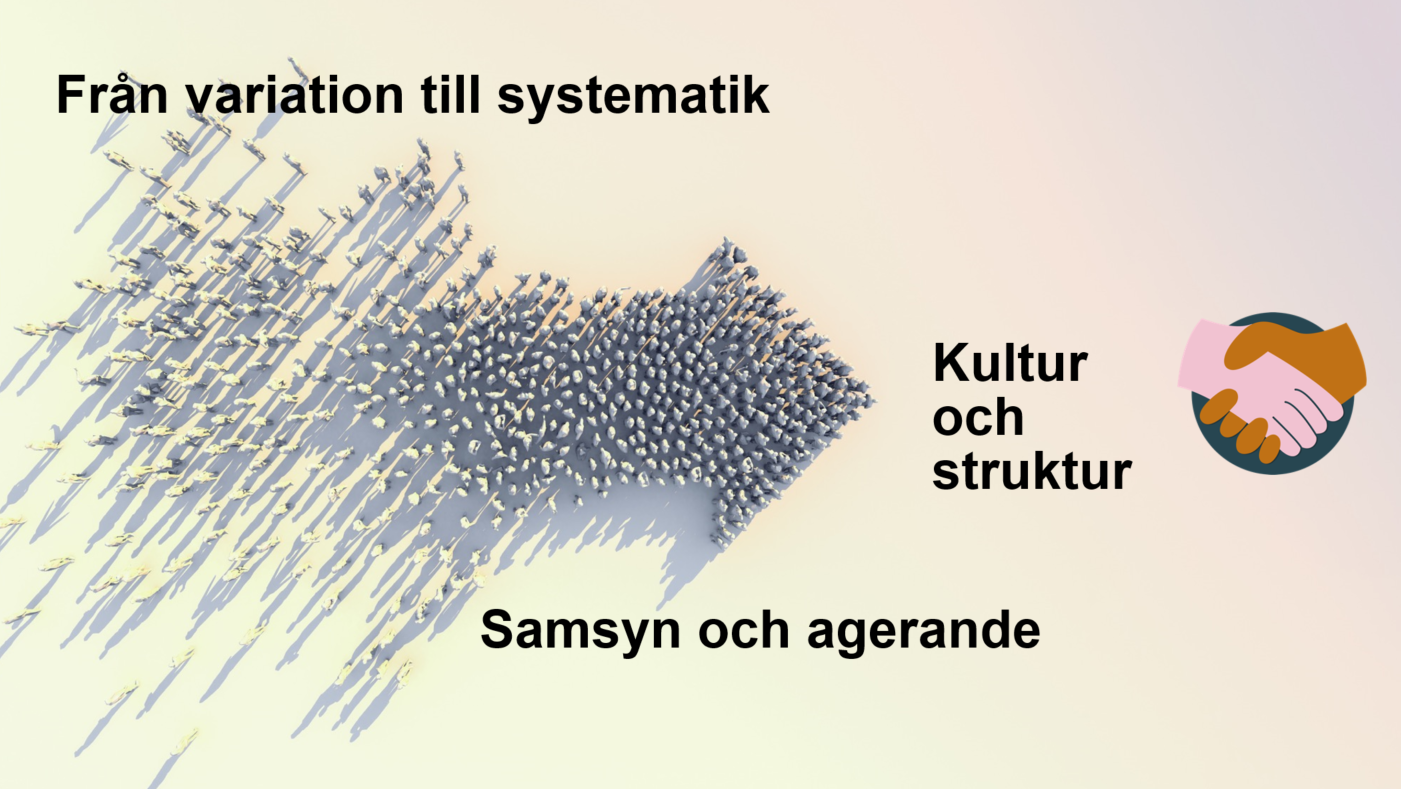 Från variation till systematik
Kultur
och
struktur
Samsyn och agerande